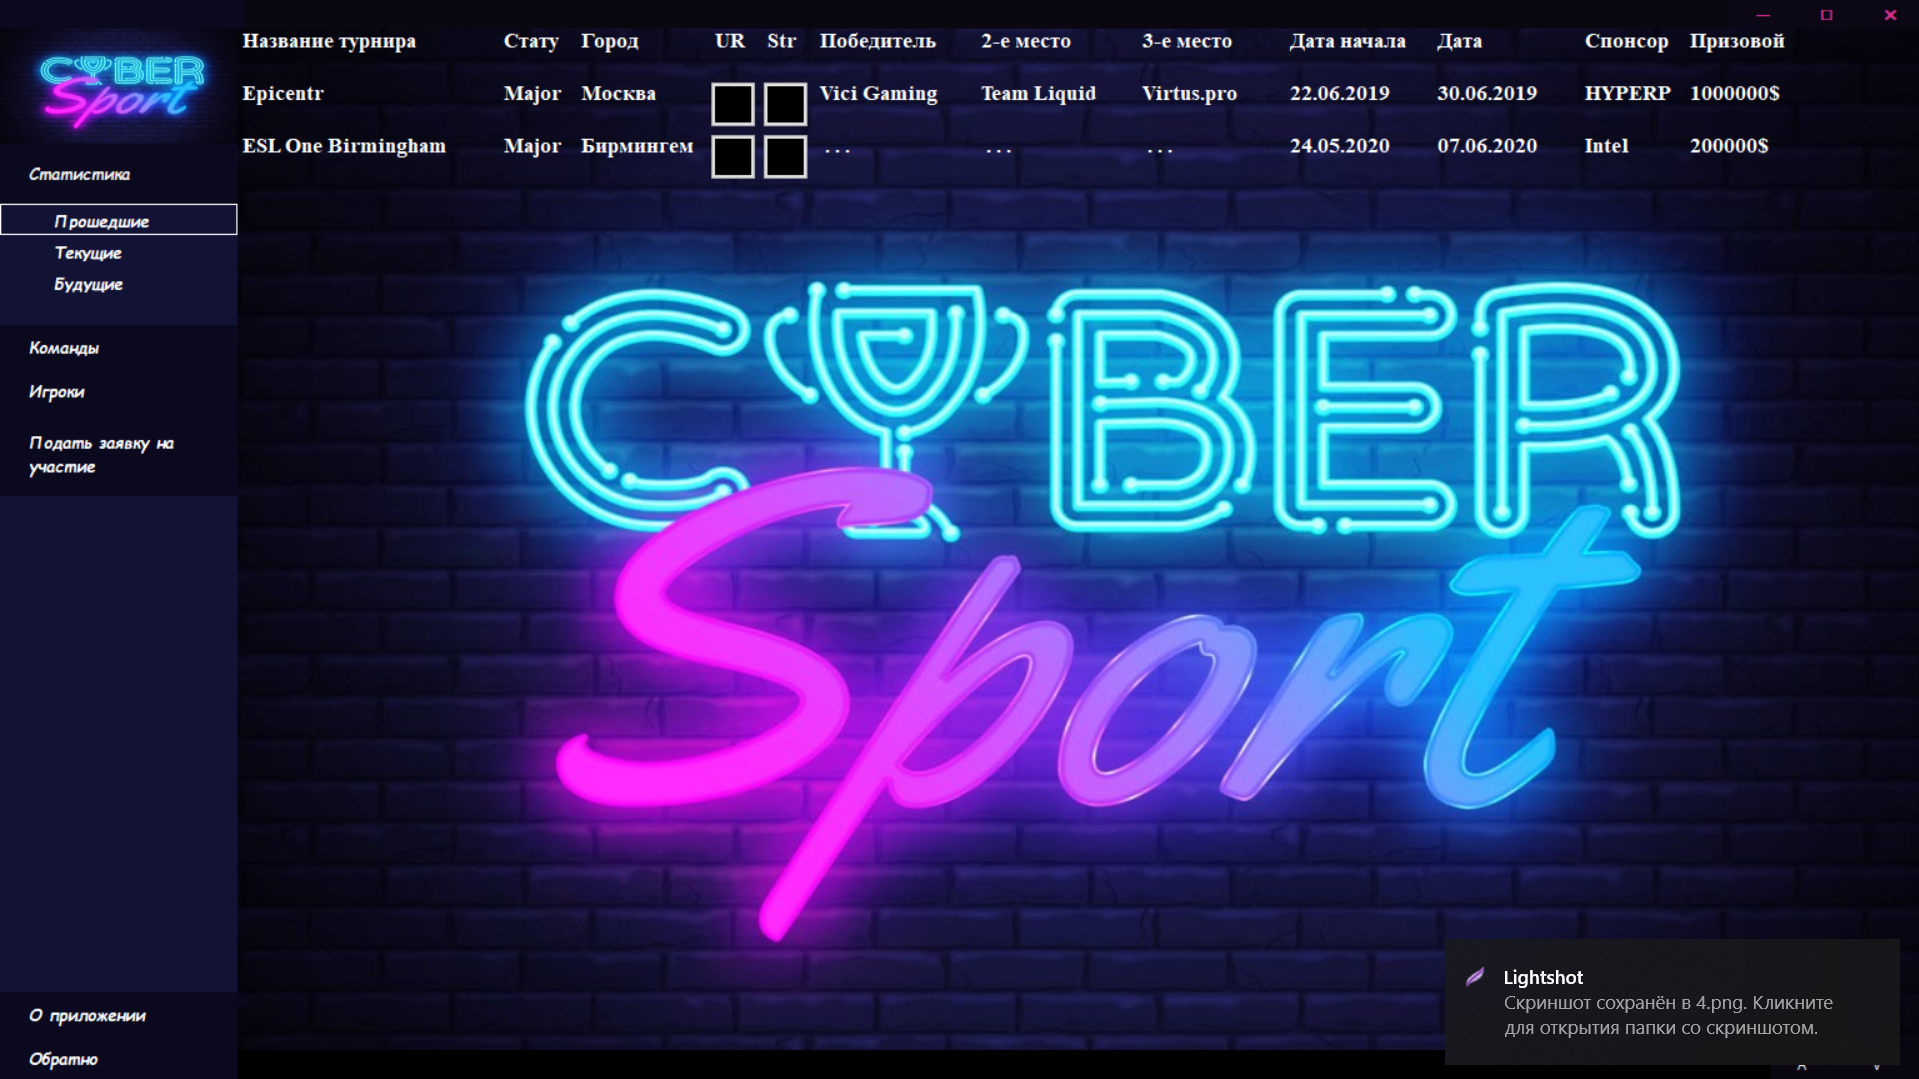 CYBER
Sport
Название турнира Стату Город UR Str Победитель 2-е место 3-е место Дата начала Дата Спонсор Призовой
Epicentr Major Москва Vici Gaming Team Liquid Virtus.pro 22.06.2019 30.06.2019 HYPERP 1000000$
ESL One Birmingham Major Бирмингем ... ... ... 24.05.2020 07.06.2020 Intel 200000$
Статистика
Прошедшие
Текущие
Будущие
Команды
Игроки
Подать заявку на
участие
CYBER
Sport
О приложении
Обратно
Lightshot
Скриншот сохранён в 4.png. Кликните
для открытия папки со скриншотом.